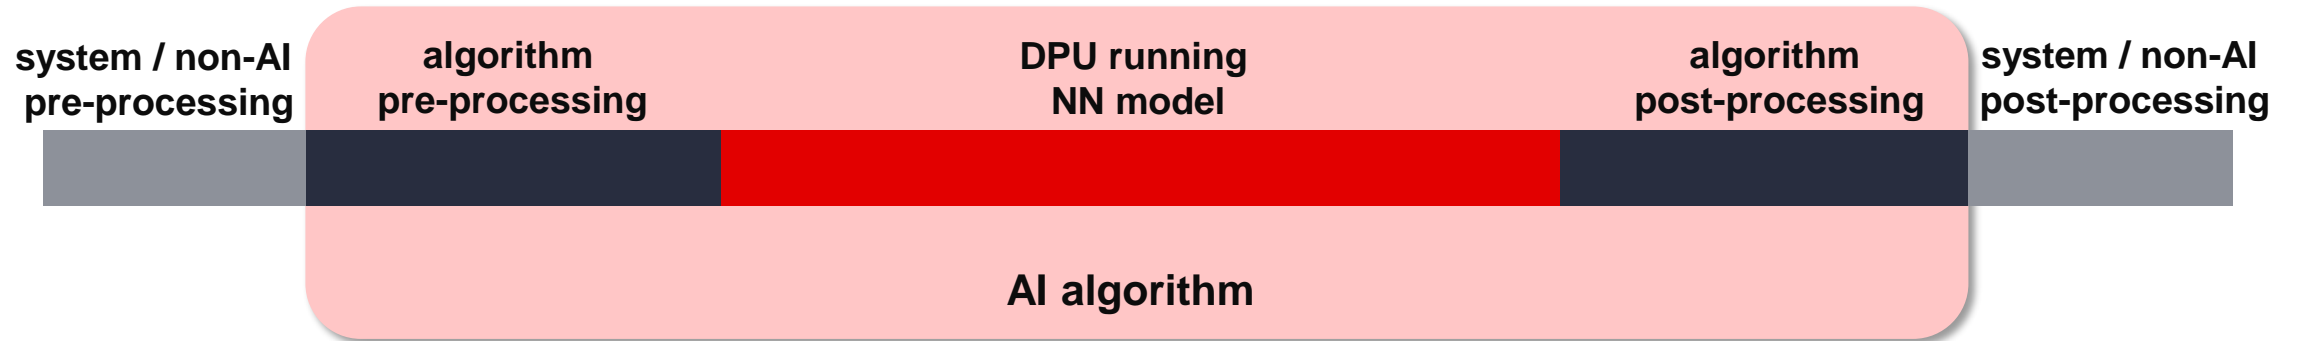 system / non-AI
pre-processing
algorithm
pre-processing
DPU running
NN model
algorithm
post-processing
system / non-AI
post-processing
AI algorithm